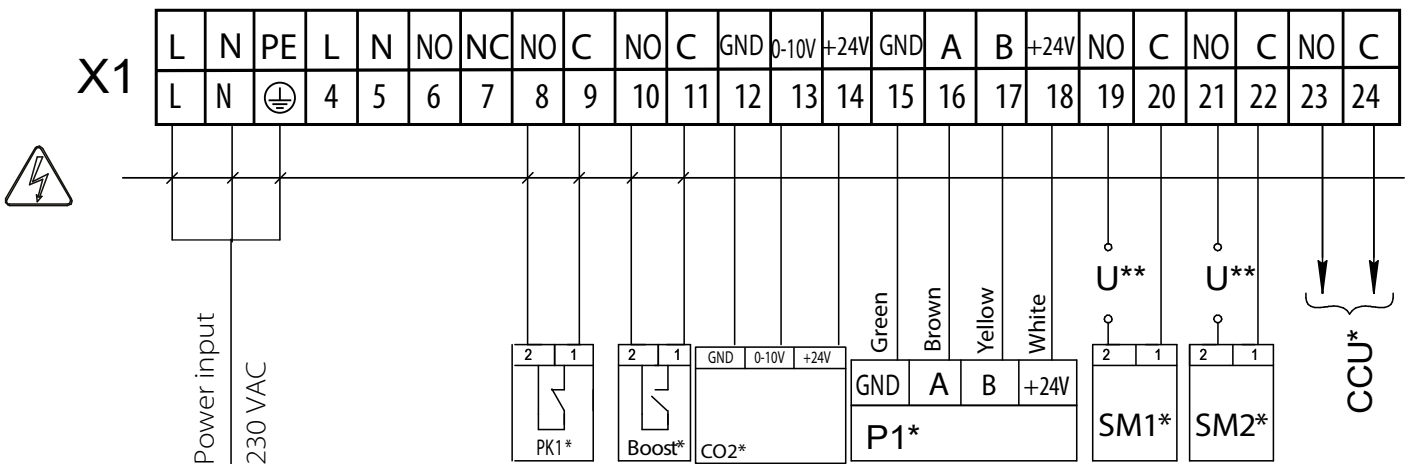 X1
L N PE L N NO NC NO C NO C GND 0-10V +24V GND A B +24V NO C NO C NO C
L N 4 5 6 7 8 9 10 11 12 13 14 15 16 17 18 19 20 21 22 23 24
Power input
230 VAC
2 1
PK1*
2 1
Boost*
GND 0-10V +24V
CO2*
Green
Brown
Yellow
White
GND A B +24V
P1*
U**
2 1
SM1*
U**
2 1
SM2*
CCU*